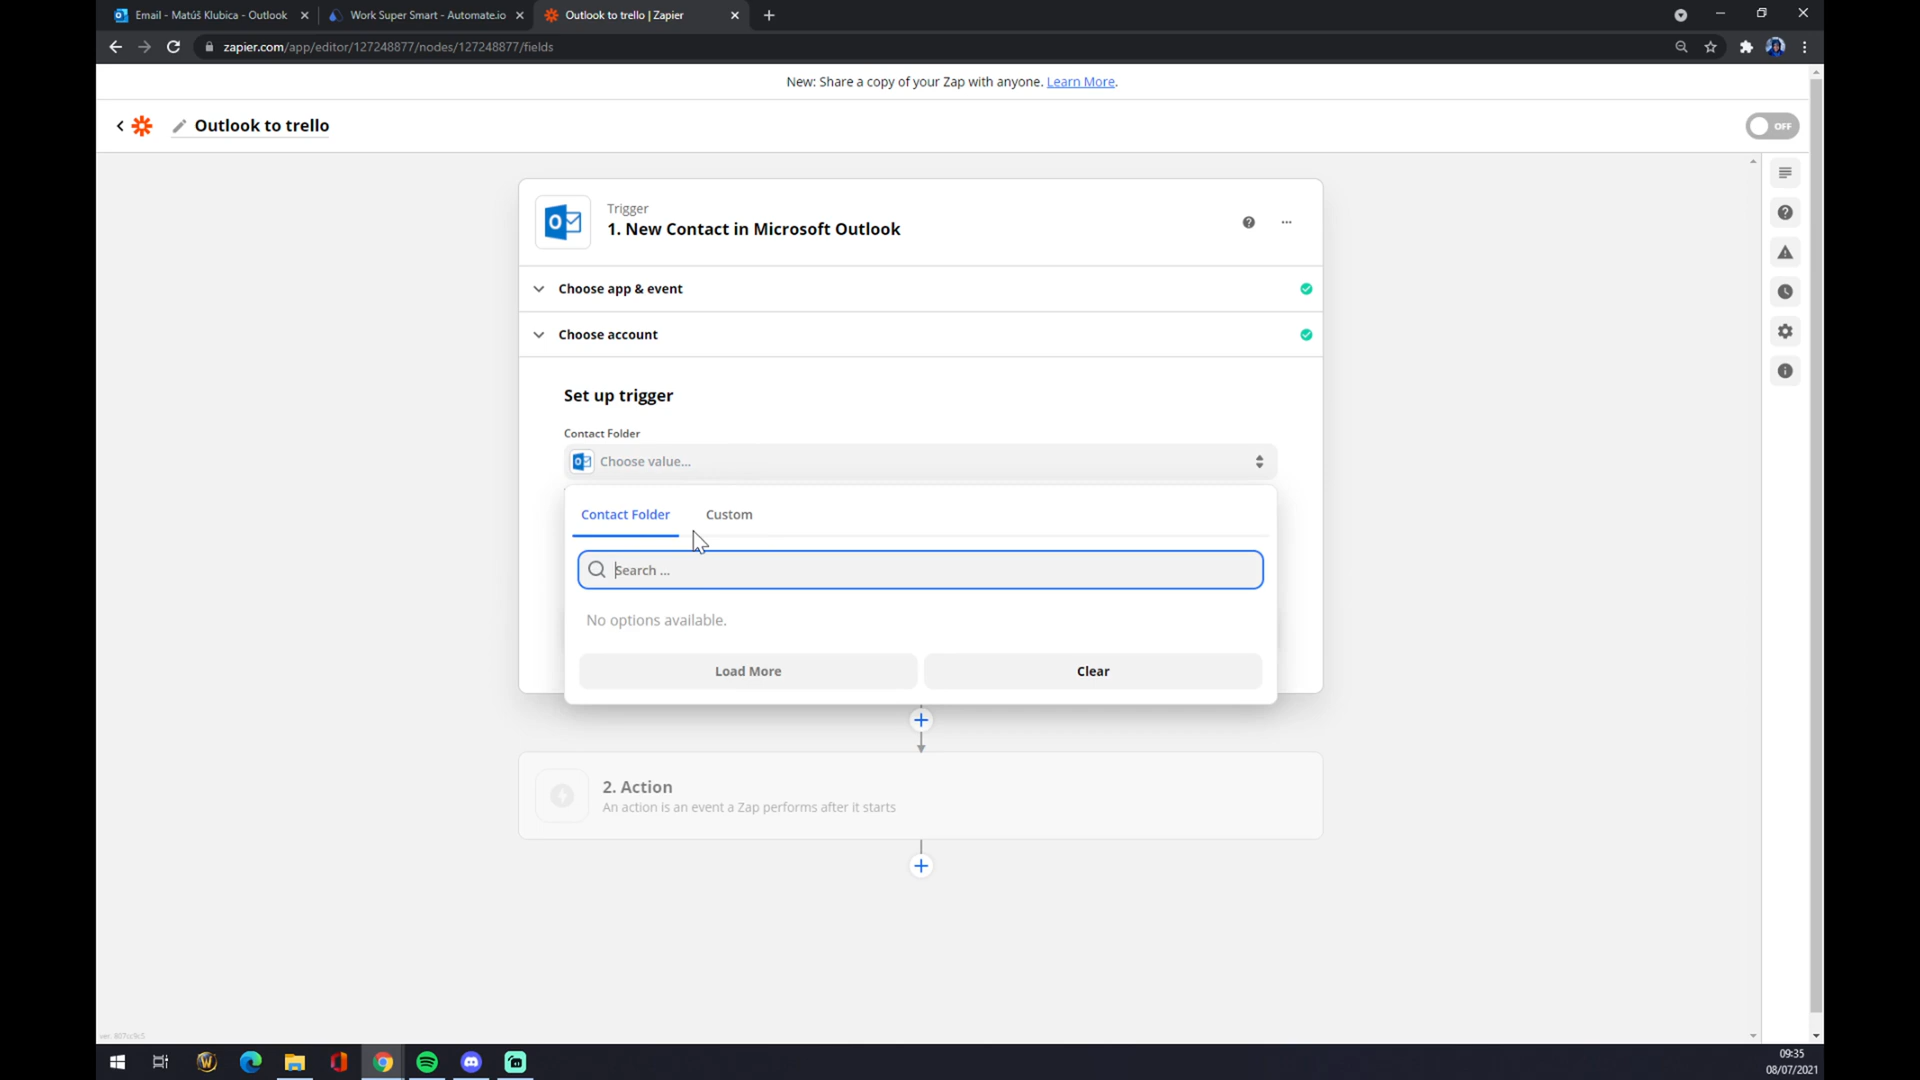 Email - Matúš Klubica - Outlook
Work Super Smart - Automate.io
Outlook to trello | Zapier
zapier.com/app/editor/127248877/nodes/127248877/fields
New: Share a copy of your Zap with anyone. Learn More.
Outlook to trello
OFF
Trigger
1. New Contact in Microsoft Outlook
Choose app & event
Choose account
Set up trigger
Contact Folder
Choose value...
Contact Folder
Custom
Search ...
No options available.
Load More
Clear
2. Action
An action is an event a Zap performs after it starts
09:35
08/07/2021